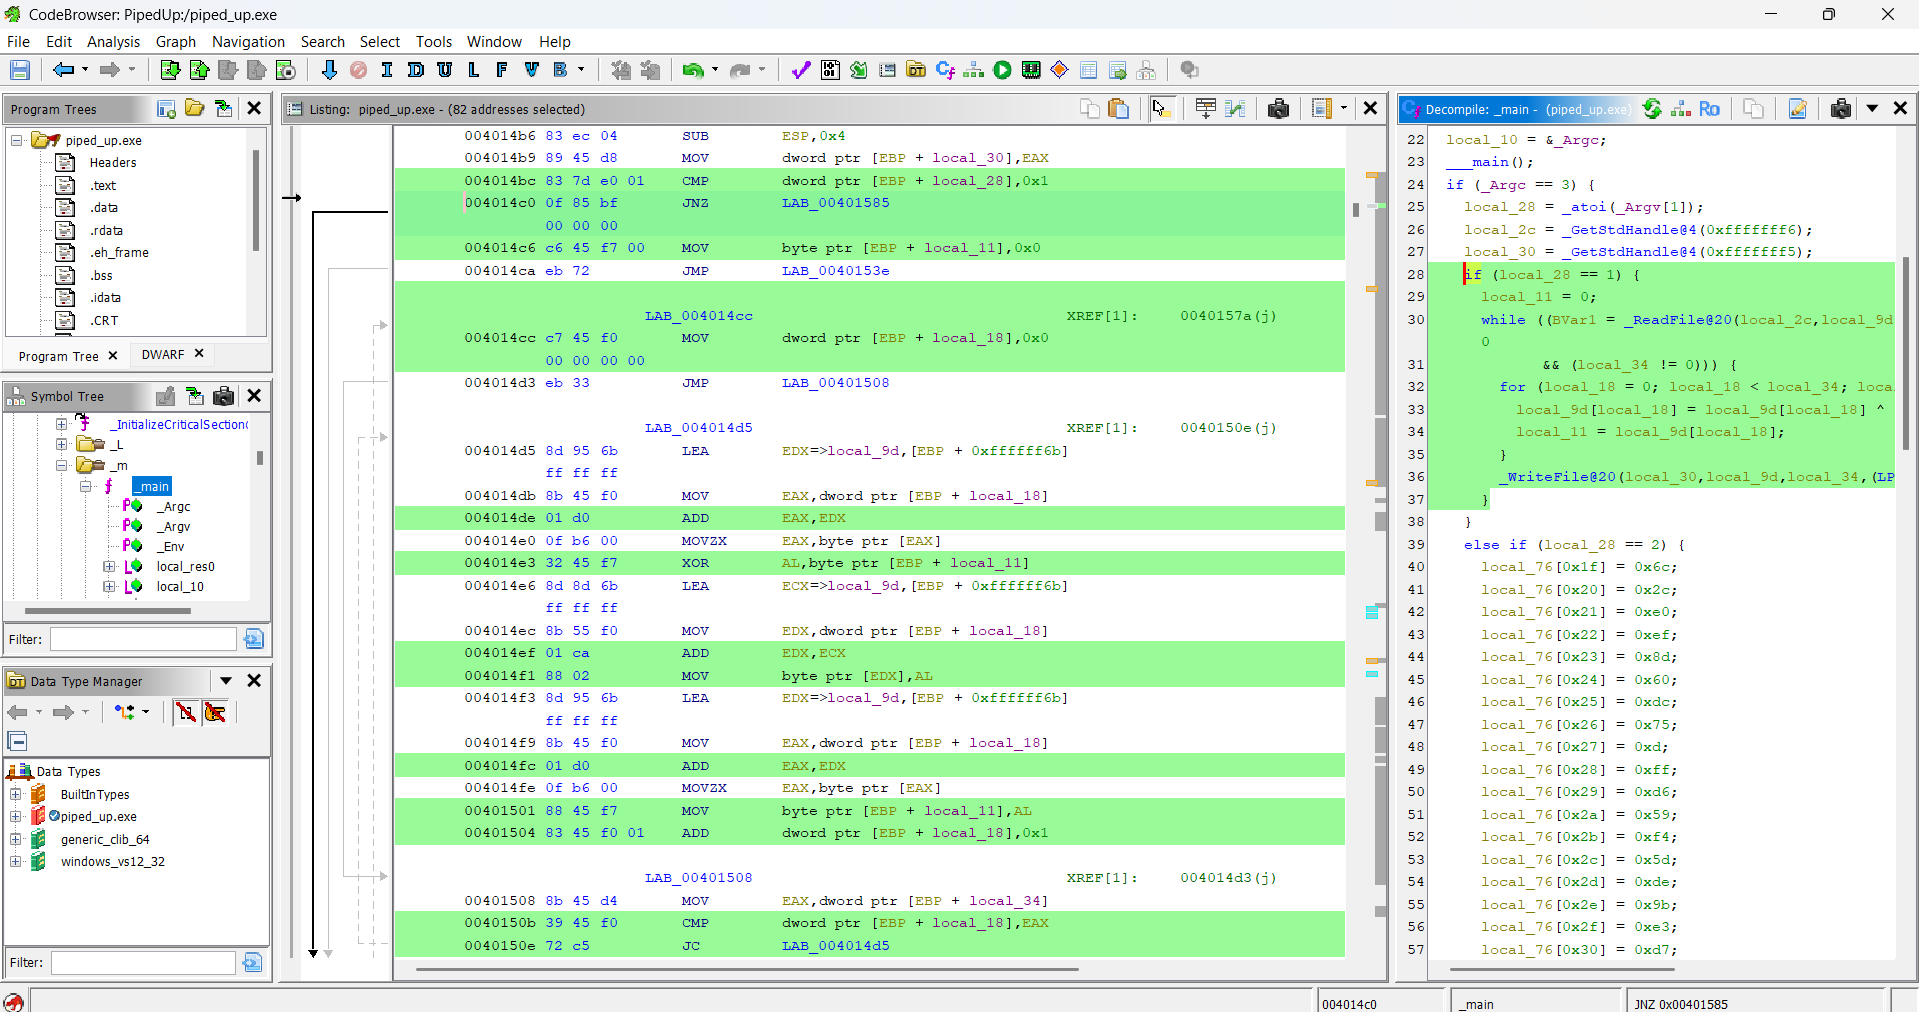 CodeBrowser: PipedUp:/piped_up.exe
File Edit Analysis Graph Navigation Search Select Tools Window Help
I D U L F V B
Program Trees
piped_up.exe
Headers
.text
.data
.rdata
.eh_frame
.bss
.idata
.CRT
Program Tree
DWARF
Symbol Tree
_InitializeCriticalSection
_L
_m
_main
_Argc
_Argv
_Env
local_res0
local_10
Filter:
Data Type Manager
Data Types
BuiltInTypes
piped_up.exe
generic_clib_64
windows_vs12_32
Filter:
Listing: piped_up.exe - (82 addresses selected)
004014b6 83 ec 04 SUB ESP,0x4
004014b9 89 45 d8 MOV dword ptr [EBP + local_30],EAX
004014bc 83 7d e0 01 CMP dword ptr [EBP + local_28],0x1
004014c0 0f 85 bf JNZ LAB_00401585
00 00 00
004014c6 c6 45 f7 00 MOV byte ptr [EBP + local_11],0x0
004014ca eb 72 JMP LAB_0040153e
LAB_004014cc XREF[1]: 0040157a(j)
004014cc c7 45 f0 MOV dword ptr [EBP + local_18],0x0
00 00 00 00
004014d3 eb 33 JMP LAB_00401508
LAB_004014d5 XREF[1]: 0040150e(j)
004014d5 8d 95 6b LEA EDX=>local_9d,[EBP + 0xffffff6b]
ff ff ff
004014db 8b 45 f0 MOV EAX,dword ptr [EBP + local_18]
004014de 01 d0 ADD EAX,EDX
004014e0 0f b6 00 MOVZX EAX,byte ptr [EAX]
004014e3 32 45 f7 XOR AL,byte ptr [EBP + local_11]
004014e6 8d 8d 6b LEA ECX=>local_9d,[EBP + 0xffffff6b]
ff ff ff
004014ec 8b 55 f0 MOV EDX,dword ptr [EBP + local_18]
004014ef 01 ca ADD EDX,ECX
004014f1 88 02 MOV byte ptr [EDX],AL
004014f3 8d 95 6b LEA EDX=>local_9d,[EBP + 0xffffff6b]
ff ff ff
004014f9 8b 45 f0 MOV EAX,dword ptr [EBP + local_18]
004014fc 01 d0 ADD EAX,EDX
004014fe 0f b6 00 MOVZX EAX,byte ptr [EAX]
00401501 88 45 f7 MOV byte ptr [EBP + local_11],AL
00401504 83 45 f0 01 ADD dword ptr [EBP + local_18],0x1
LAB_00401508 XREF[1]: 004014d3(j)
00401508 8b 45 d4 MOV EAX,dword ptr [EBP + local_34]
0040150b 39 45 f0 CMP dword ptr [EBP + local_18],EAX
0040150e 72 c5 JC LAB_004014d5
Decompile: _main - (piped_up.exe)
Ro
22 local_10 = &_Argc;
23 ___main();
24 if (_Argc == 3) {
25 local_28 = _atoi(_Argv[1]);
26 local_2c = _GetStdHandle@4(0xfffffff6);
27 local_30 = _GetStdHandle@4(0xfffffff5);
28 if (local_28 == 1) {
29 local_11 = 0;
30 while ((BVar1 = _ReadFile@20(local_2c,local_9d
0
31 && (local_34 != 0))) {
32 for (local_18 = 0; local_18 < local_34; loca
33 local_9d[local_18] = local_9d[local_18] ^
34 local_11 = local_9d[local_18];
35 }
36 _WriteFile@20(local_30,local_9d,local_34,(LP
37 }
38 }
39 else if (local_28 == 2) {
40 local_76[0x1f] = 0x6c;
41 local_76[0x20] = 0x2c;
42 local_76[0x21] = 0xe0;
43 local_76[0x22] = 0xef;
44 local_76[0x23] = 0x8d;
45 local_76[0x24] = 0x60;
46 local_76[0x25] = 0xdc;
47 local_76[0x26] = 0x75;
48 local_76[0x27] = 0xd;
49 local_76[0x28] = 0xff;
50 local_76[0x29] = 0xd6;
51 local_76[0x2a] = 0x59;
52 local_76[0x2b] = 0xf4;
53 local_76[0x2c] = 0x5d;
54 local_76[0x2d] = 0xde;
55 local_76[0x2e] = 0x9b;
56 local_76[0x2f] = 0xe3;
57 local_76[0x30] = 0xd7;
004014c0 _main JNZ 0x00401585